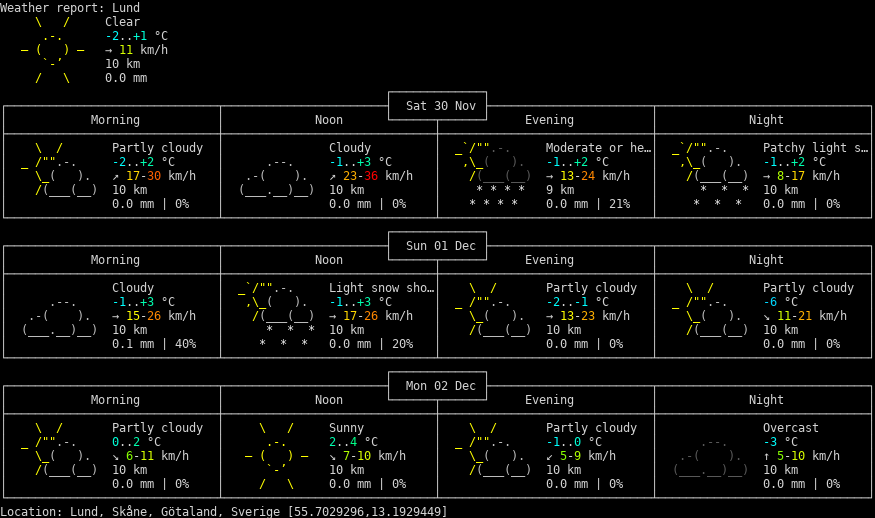 Weather report: Lund
Clear
-2..+1 °C
→ 11 km/h
10 km
0.0 mm
Sat 30 Nov
Morning Noon Evening Night
Partly cloudy Cloudy Moderate or he… Patchy light s…
-2..+2 °C -1..+3 °C -1..+2 °C -1..+2 °C
↗ 17-30 km/h ↗ 23-36 km/h → 13-24 km/h → 8-17 km/h
10 km 10 km 9 km 10 km
0.0 mm | 0% 0.0 mm | 0% 0.0 mm | 21% 0.0 mm | 0%
Sun 01 Dec
Morning Noon Evening Night
Cloudy Light snow sho… Partly cloudy Partly cloudy
-1..+3 °C -1..+3 °C -2..-1 °C -6 °C
→ 15-26 km/h → 17-26 km/h → 13-23 km/h ↘ 11-21 km/h
10 km 10 km 10 km 10 km
0.1 mm | 40% 0.0 mm | 20% 0.0 mm | 0% 0.0 mm | 0%
Mon 02 Dec
Morning Noon Evening Night
Partly cloudy Sunny Partly cloudy Overcast
0..2 °C 2..4 °C -1..0 °C -3 °C
↘ 6-11 km/h ↘ 7-10 km/h ↙ 5-9 km/h ↑ 5-10 km/h
10 km 10 km 10 km 10 km
0.0 mm | 0% 0.0 mm | 0% 0.0 mm | 0% 0.0 mm | 0%
Location: Lund, Skåne, Götaland, Sverige [55.7029296,13.1929449]